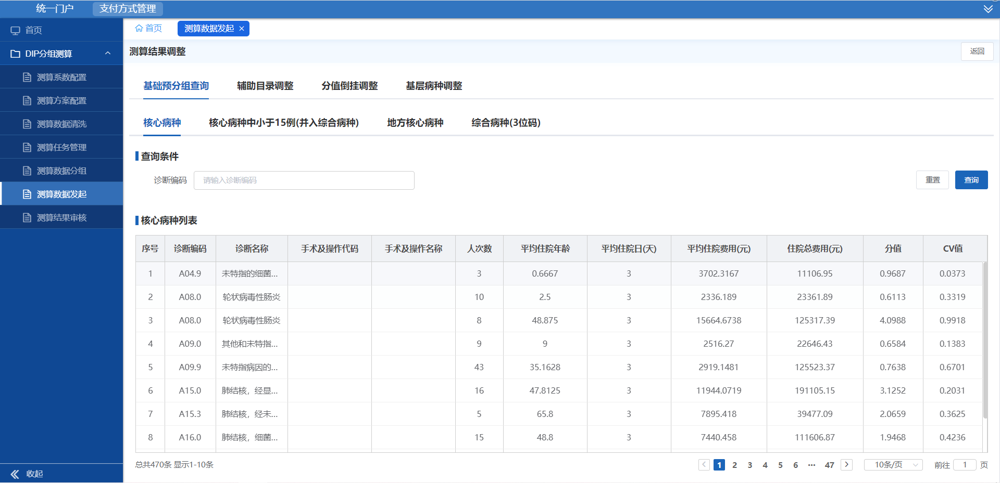 统一门户 支付方式管理
首页
DIP分组测算
测算系数配置
测算方案配置
测算数据清洗
测算任务管理
测算数据分组
测算数据发起
测算结果审核
收起
首页 测算数据发起 ×
测算结果调整 返回
基础预分组查询 辅助目录调整 分值倒挂调整 基层病种调整
核心病种 核心病种中小于15例(并入综合病种) 地方核心病种 综合病种(3位码)
查询条件
诊断编码 请输入诊断编码 重置 查询
核心病种列表
序号 诊断编码 诊断名称 手术及操作代码 手术及操作名称 人次数 平均住院年龄 平均住院日(天) 平均住院费用(元) 住院总费用(元) 分值 CV值
1 A04.9 未特指的细菌... 3 0.6667 3 3702.3167 11106.95 0.9687 0.0373
2 A08.0 轮状病毒性肠炎 10 2.5 3 2336.189 23361.89 0.6113 0.3319
3 A08.0 轮状病毒性肠炎 8 48.875 3 15664.6738 125317.39 4.0988 0.9918
4 A09.0 其他和未特指... 9 9 3 2516.27 22646.43 0.6584 0.1383
5 A09.9 未特指病因的... 43 35.1628 3 2919.1481 125523.37 0.7638 0.6701
6 A15.0 肺结核，经显... 16 47.8125 3 11944.0719 191105.15 3.1252 0.2031
7 A15.3 肺结核，经未... 5 65.8 3 7895.418 39477.09 2.0659 0.3625
8 A16.0 肺结核，细菌... 15 48.8 3 7440.458 111606.87 1.9468 0.4236
总共470条 显示1-10条 < 1 2 3 4 5 6 ··· 47 > 10条/页 前往 1 页